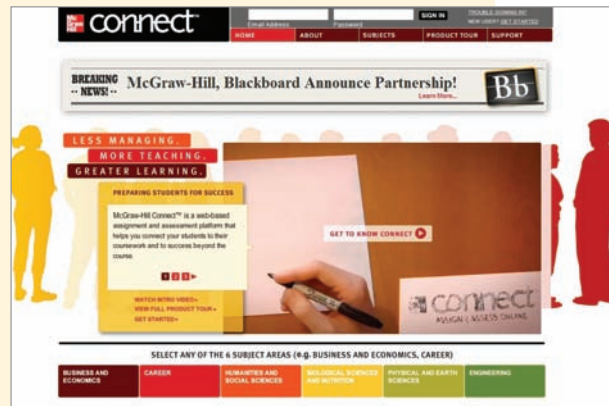 Mc
Graw
Hill
connect™
Email Address
Password
SIGN IN
TROUBLE SIGNING IN?
NEW USER? GET STARTED
HOME
ABOUT
SUBJECTS
PRODUCT TOUR
SUPPORT
BREAKING
NEWS!
McGraw-Hill, Blackboard Announce Partnership!
Learn More...
Bb
LESS MANAGING.
MORE TEACHING.
GREATER LEARNING.
PREPARING STUDENTS FOR SUCCESS
McGraw-Hill Connect™ is a web-based
assignment and assessment platform that
helps you connect your students to their
coursework and to success beyond the
course.
1 2 3
WATCH INTRO VIDEO
VIEW FULL PRODUCT TOUR
GET STARTED
GET TO KNOW CONNECT
connect
ASSIGN & ASSESS ONLINE
SELECT ANY OF THE 6 SUBJECT AREAS (e.g. BUSINESS AND ECONOMICS, CAREER)
BUSINESS AND
ECONOMICS
CAREER
HUMANITIES AND
SOCIAL SCIENCES
BIOLOGICAL SCIENCES
AND NUTRITION
PHYSICAL AND EARTH
SCIENCES
ENGINEERING